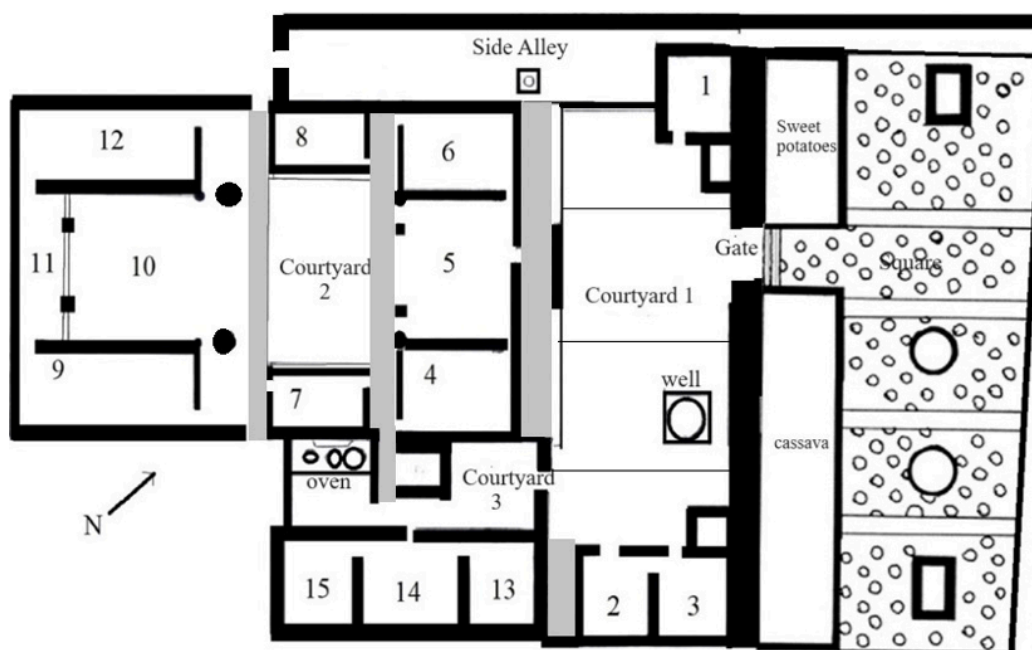 Side Alley
1
Sweet
potatoes
12
8
6
Gate
Square
11
10
Courtyard
2
5
Courtyard 1
9
7
4
well
cassava
oven
Courtyard
3
N
15
14
13
2
3